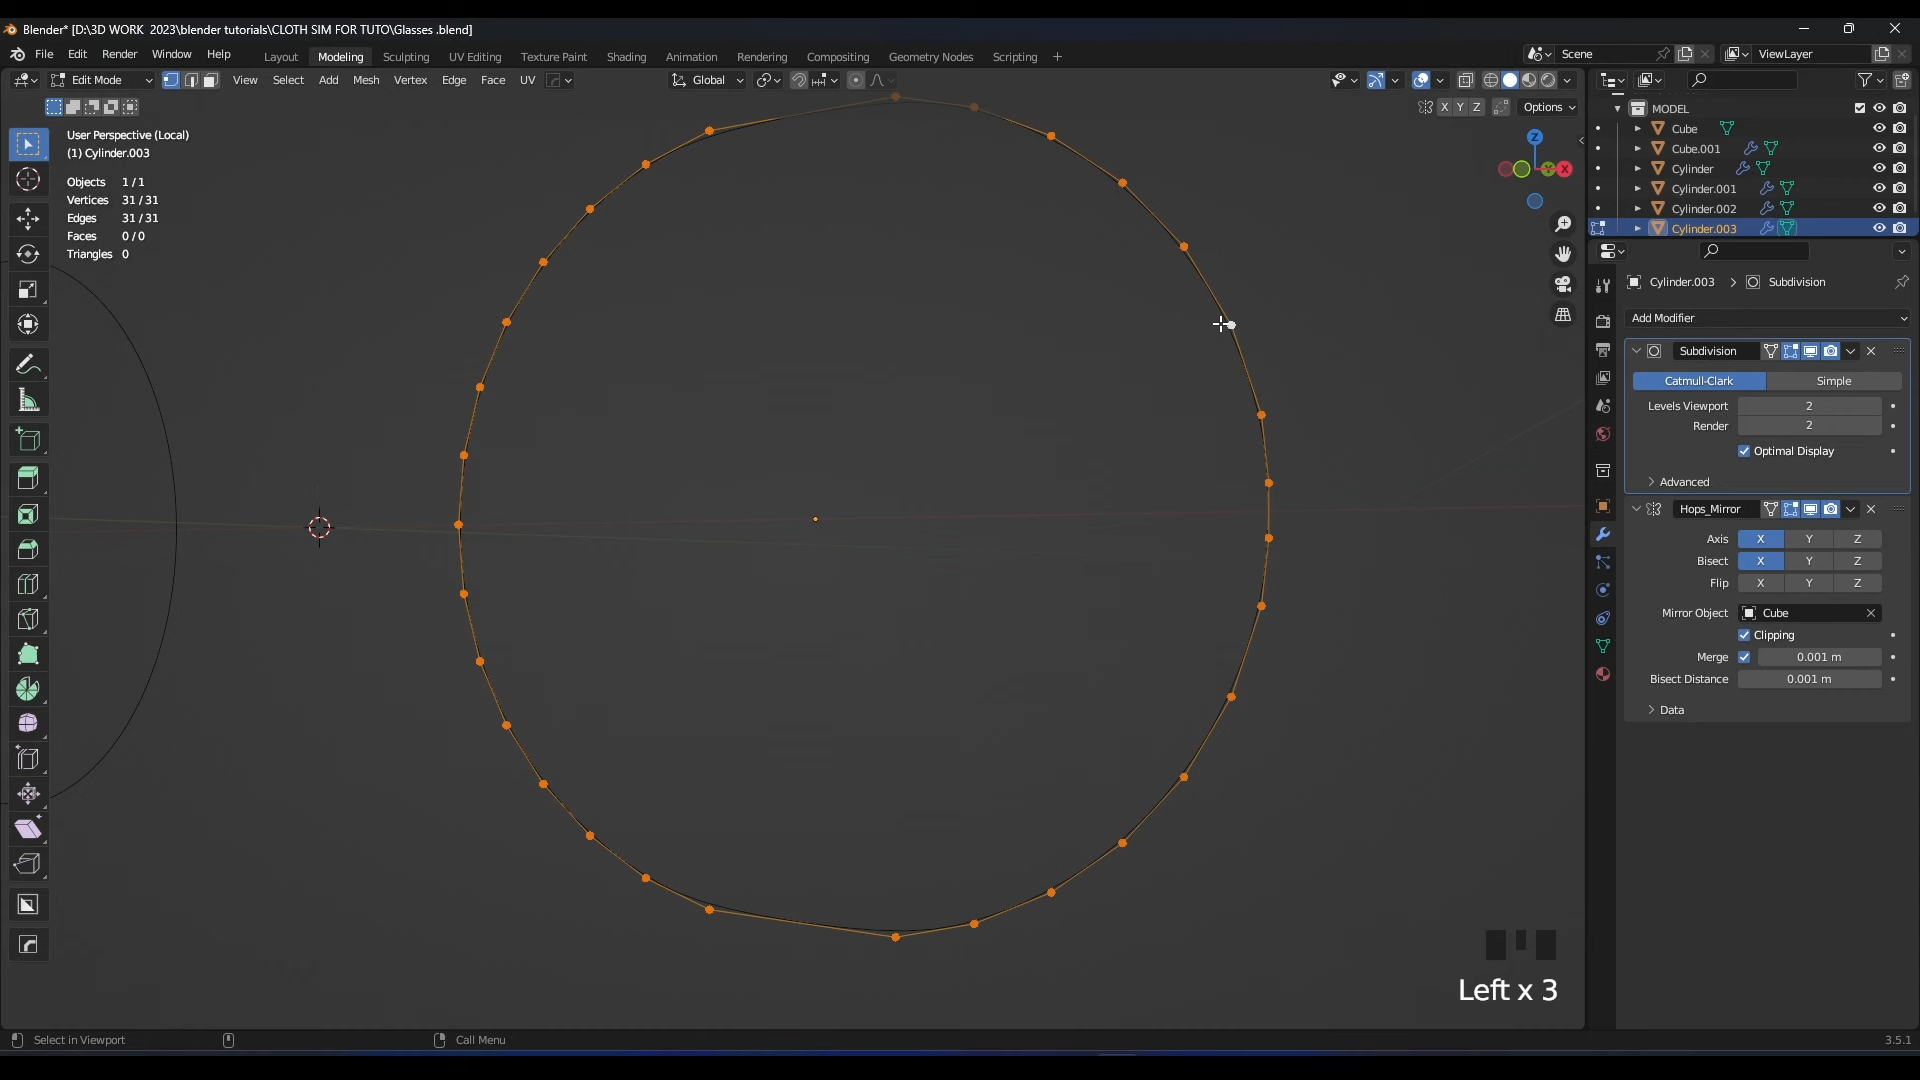 Blender* [D:\3D WORK 2023\blender tutorials\CLOTH SIM FOR TUTO\Glasses .blend]
File Edit Render Window Help Layout Modeling Sculpting UV Editing Texture Paint Shading Animation Rendering Compositing Geometry Nodes Scripting + Scene ViewLayer
Edit Mode View Select Add Mesh Vertex Edge Face UV Global
X Y Z Options
User Perspective (Local)
(1) Cylinder.003
Objects 1/1
Vertices 31/31
Edges 31/31
Faces 0/0
Triangles 0
Z
Y X
MODEL
Cube
Cube.001
Cylinder
Cylinder.001
Cylinder.002
Cylinder.003
Cylinder.003 > Subdivision
Add Modifier
Subdivision
Catmull-Clark Simple
Levels Viewport 2
Render 2
Optimal Display
Advanced
Hops_Mirror
Axis X Y Z
Bisect X Y Z
Flip X Y Z
Mirror Object Cube
Clipping
Merge 0.001 m
Bisect Distance 0.001 m
Data
Left x 3
Select in Viewport Call Menu 3.5.1